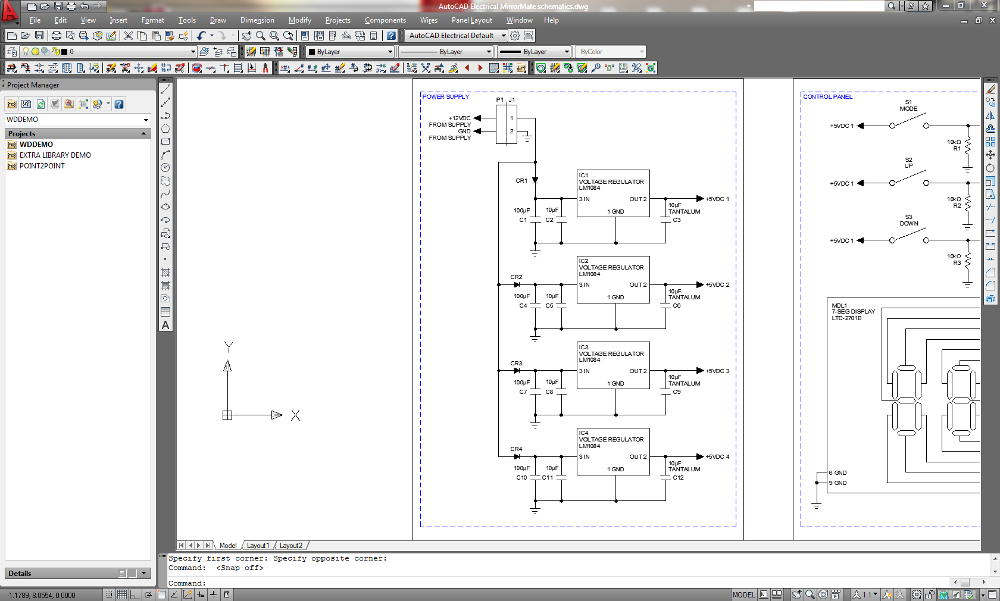 AutoCAD Electrical MirrorMate schematics.dwg
File Edit View Insert Format Tools Draw Dimension Modify Projects Components Wires Panel Layout Window Help
AutoCAD Electrical Default
0 ByLayer ByLayer ByLayer ByColor
Project Manager
WDDEMO
Projects
WDDEMO
EXTRA LIBRARY DEMO
POINT2POINT
Details
A
Y
X
POWER SUPPLY
P1 J1
+12VDC
FROM SUPPLY
GND
FROM SUPPLY
1
2
CR1
IC1
VOLTAGE REGULATOR
LM1084
3 IN OUT 2
1 GND
+5VDC 1
100µF
C1
10µF
C2
10µF
TANTALUM
C3
CR2
IC2
VOLTAGE REGULATOR
LM1084
3 IN OUT 2
1 GND
+5VDC 2
100µF
C4
10µF
C5
10µF
TANTALUM
C6
CR3
IC3
VOLTAGE REGULATOR
LM1084
3 IN OUT 2
1 GND
+5VDC 3
100µF
C7
10µF
C8
10µF
TANTALUM
C9
CR4
IC4
VOLTAGE REGULATOR
LM1084
3 IN OUT 2
1 GND
+5VDC 4
100µF
C10
10µF
C11
10µF
TANTALUM
C12
CONTROL PANEL
S1
MODE
+5VDC 1
10kΩ
R1
S2
UP
+5VDC 1
10kΩ
R2
S3
DOWN
+5VDC 1
10kΩ
R3
MDL1
7-SEG DISPLAY
LTD-2701B
6 GND
9 GND
Model Layout1 Layout2
Specify first corner: Specify opposite corner:
Command: <Snap off>
Command:
-1.1789, 8.0554, 0.0000
MODEL
1:1